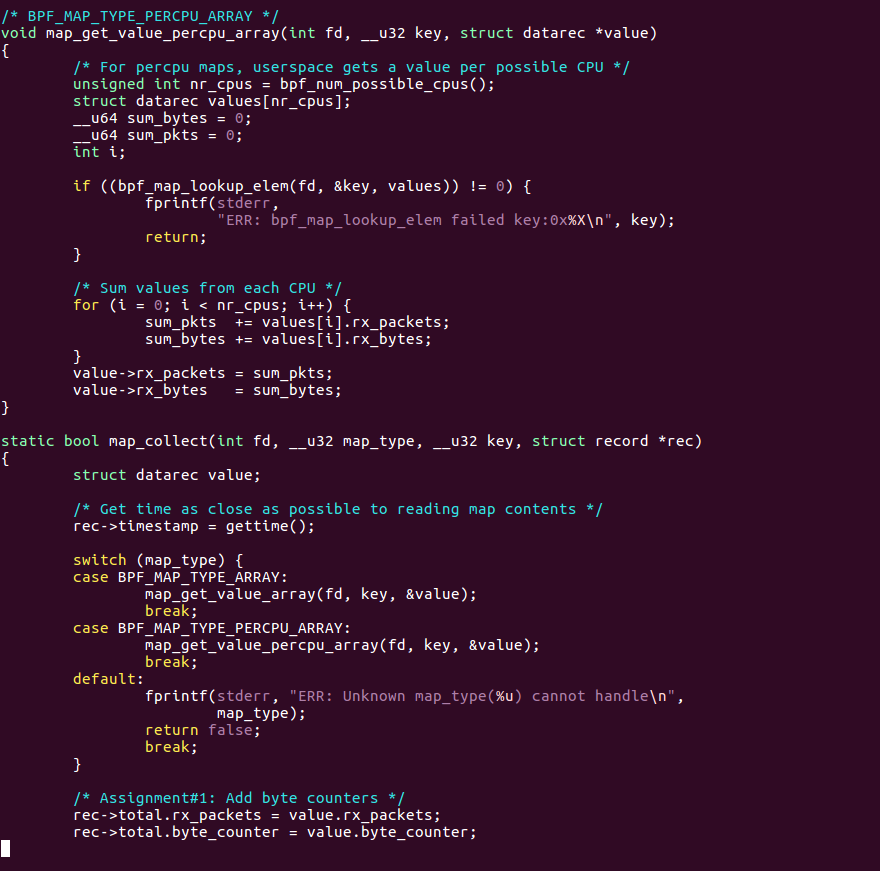 /* BPF_MAP_TYPE_PERCPU_ARRAY */
void map_get_value_percpu_array(int fd, __u32 key, struct datarec *value)
{
        /* For percpu maps, userspace gets a value per possible CPU */
        unsigned int nr_cpus = bpf_num_possible_cpus();
        struct datarec values[nr_cpus];
        __u64 sum_bytes = 0;
        __u64 sum_pkts = 0;
        int i;

        if ((bpf_map_lookup_elem(fd, &key, values)) != 0) {
                fprintf(stderr,
                        "ERR: bpf_map_lookup_elem failed key:0x%X\n", key);
                return;
        }

        /* Sum values from each CPU */
        for (i = 0; i < nr_cpus; i++) {
                sum_pkts  += values[i].rx_packets;
                sum_bytes += values[i].rx_bytes;
        }
        value->rx_packets = sum_pkts;
        value->rx_bytes   = sum_bytes;
}

static bool map_collect(int fd, __u32 map_type, __u32 key, struct record *rec)
{
        struct datarec value;

        /* Get time as close as possible to reading map contents */
        rec->timestamp = gettime();

        switch (map_type) {
        case BPF_MAP_TYPE_ARRAY:
                map_get_value_array(fd, key, &value);
                break;
        case BPF_MAP_TYPE_PERCPU_ARRAY:
                map_get_value_percpu_array(fd, key, &value);
                break;
        default:
                fprintf(stderr, "ERR: Unknown map_type(%u) cannot handle\n",
                        map_type);
                return false;
                break;
        }

        /* Assignment#1: Add byte counters */
        rec->total.rx_packets = value.rx_packets;
        rec->total.byte_counter = value.byte_counter;